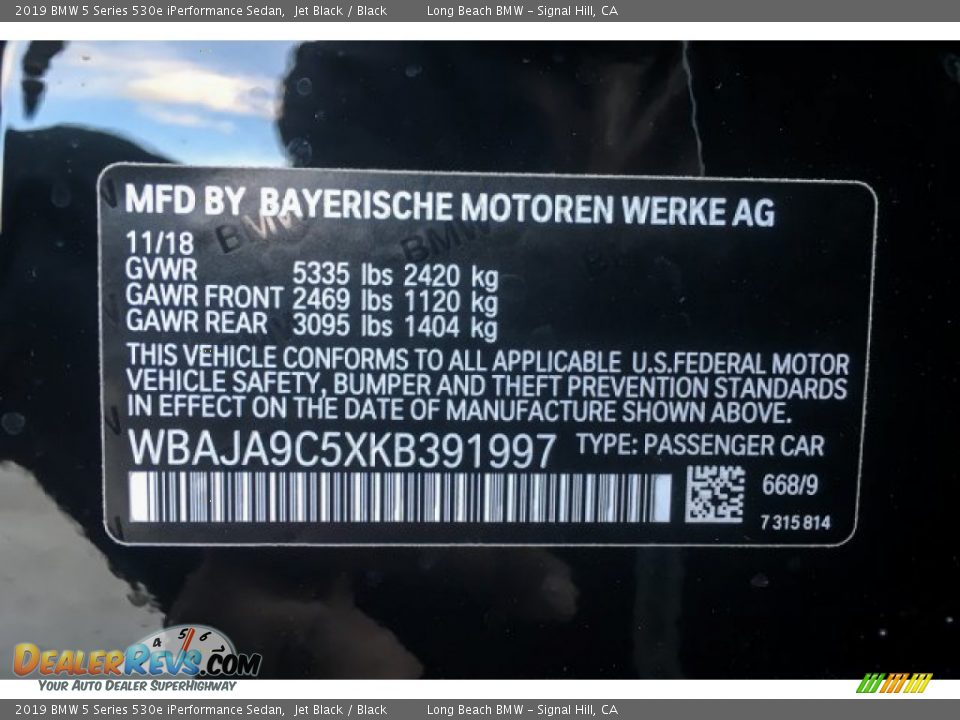 2019 BMW 5 Series 530e iPerformance Sedan,  Jet Black / Black  Long Beach BMW - Signal Hill, CA
MFD BY BAYERISCHE MOTOREN WERKE AG
11/18
GVWR 5335 lbs 2420 kg
GAWR FRONT 2469 lbs 1120 kg
GAWR REAR 3095 lbs 1404 kg
THIS VEHICLE CONFORMS TO ALL APPLICABLE U.S.FEDERAL MOTOR
VEHICLE SAFETY, BUMPER AND THEFT PREVENTION STANDARDS
IN EFFECT ON THE DATE OF MANUFACTURE SHOWN ABOVE.
WBAJA9C5XKB391997 TYPE: PASSENGER CAR
668/9
7 315 814
BMW BMW
4 5 6
DEALERREVS.COM
YOUR AUTO DEALER SUPERHIGHWAY
2019 BMW 5 Series 530e iPerformance Sedan,  Jet Black / Black  Long Beach BMW - Signal Hill, CA